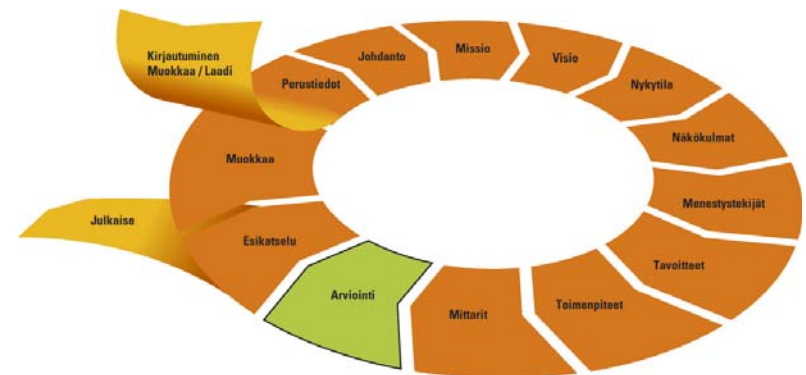 Kirjautuminen
Muokkaa / Laadi
Perustiedot
Johdanto
Missio
Visio
Nykytila
Näkökulmat
Menestystekijät
Tavoitteet
Toimenpiteet
Mittarit
Arviointi
Esikatselu
Muokkaa
Julkaise